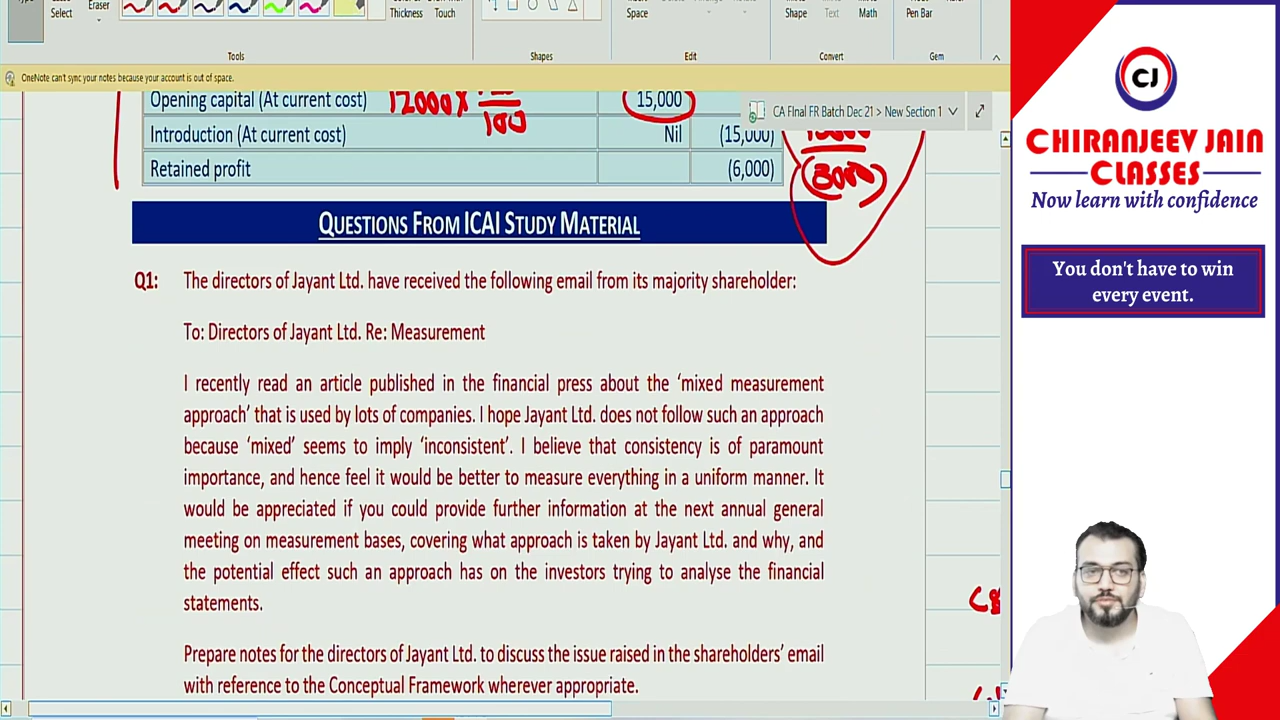 Eraser
Select
Thickness
Touch
Space
Shape
Text
Math
Pen Bar
Tools
Shapes
Edit
Convert
Gem
OneNote can't sync your notes because your account is out of space.
Opening capital (At current cost) 12000 × 100 15,000
CA FInal FR Batch Dec 21 > New Section 1
Introduction (At current cost) Nil (15,000)
Retained profit (6,000) (3000)
QUESTIONS FROM ICAI STUDY MATERIAL
Q1: The directors of Jayant Ltd. have received the following email from its majority shareholder:
To: Directors of Jayant Ltd. Re: Measurement
I recently read an article published in the financial press about the ‘mixed measurement
approach’ that is used by lots of companies. I hope Jayant Ltd. does not follow such an approach
because ‘mixed’ seems to imply ‘inconsistent’. I believe that consistency is of paramount
importance, and hence feel it would be better to measure everything in a uniform manner. It
would be appreciated if you could provide further information at the next annual general
meeting on measurement bases, covering what approach is taken by Jayant Ltd. and why, and
the potential effect such an approach has on the investors trying to analyse the financial
statements.
Prepare notes for the directors of Jayant Ltd. to discuss the issue raised in the shareholders’ email
with reference to the Conceptual Framework wherever appropriate.
CJ
CHIRANJEEV JAIN
CLASSES
Now learn with confidence
You don't have to win
every event.